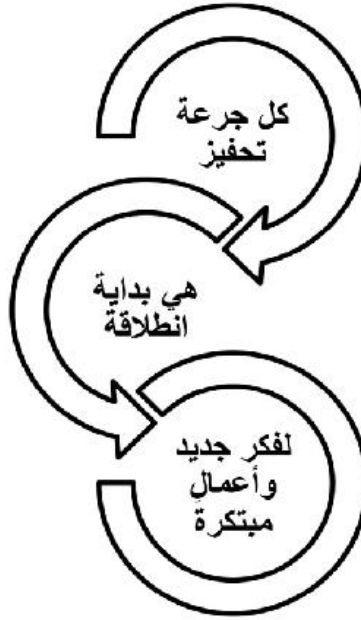 كل جرعة
تحفيز
هي بداية
انطلاقة
لفكر جديد
وأعمالٍ
مبتكرة